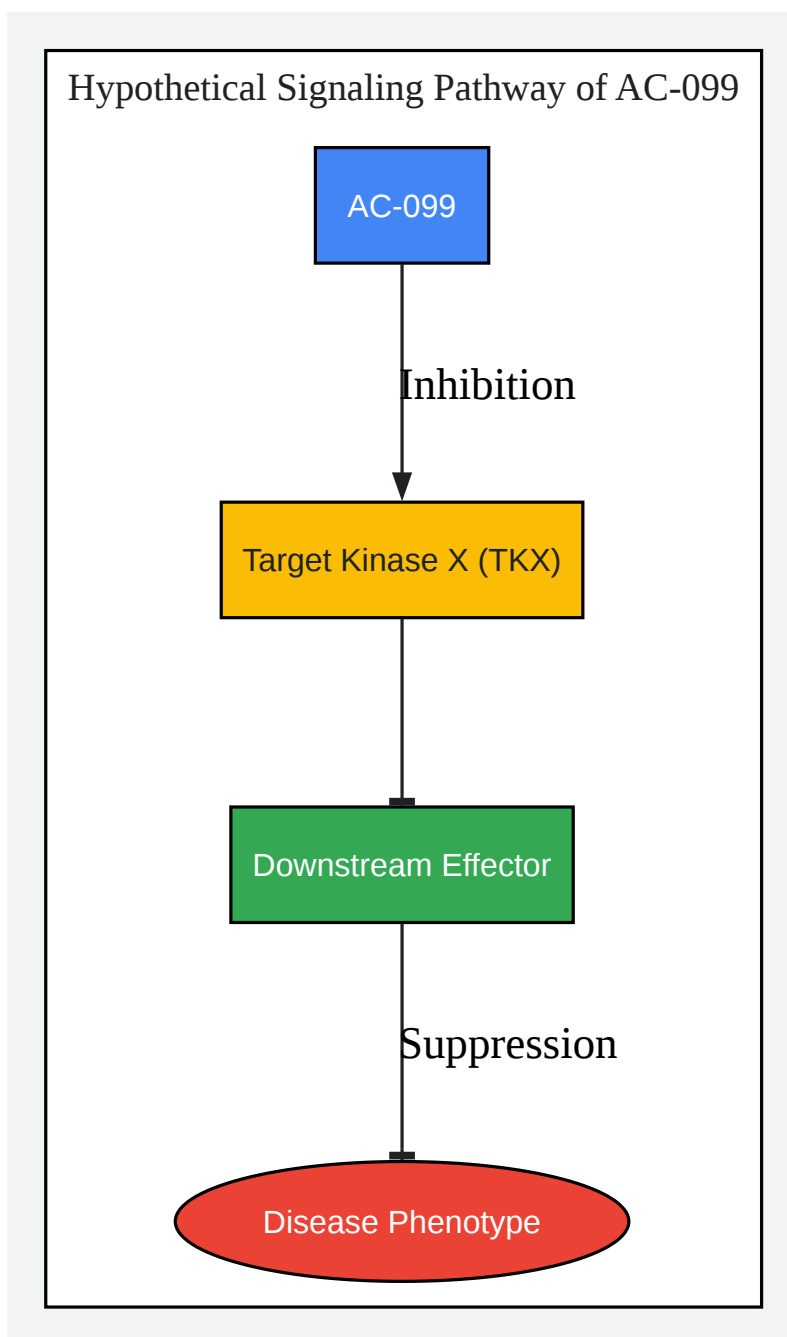 Hypothetical Signaling Pathway of AC-099
AC-099
Inhibition
Target Kinase X (TKX)
Downstream Effector
Suppression
Disease Phenotype